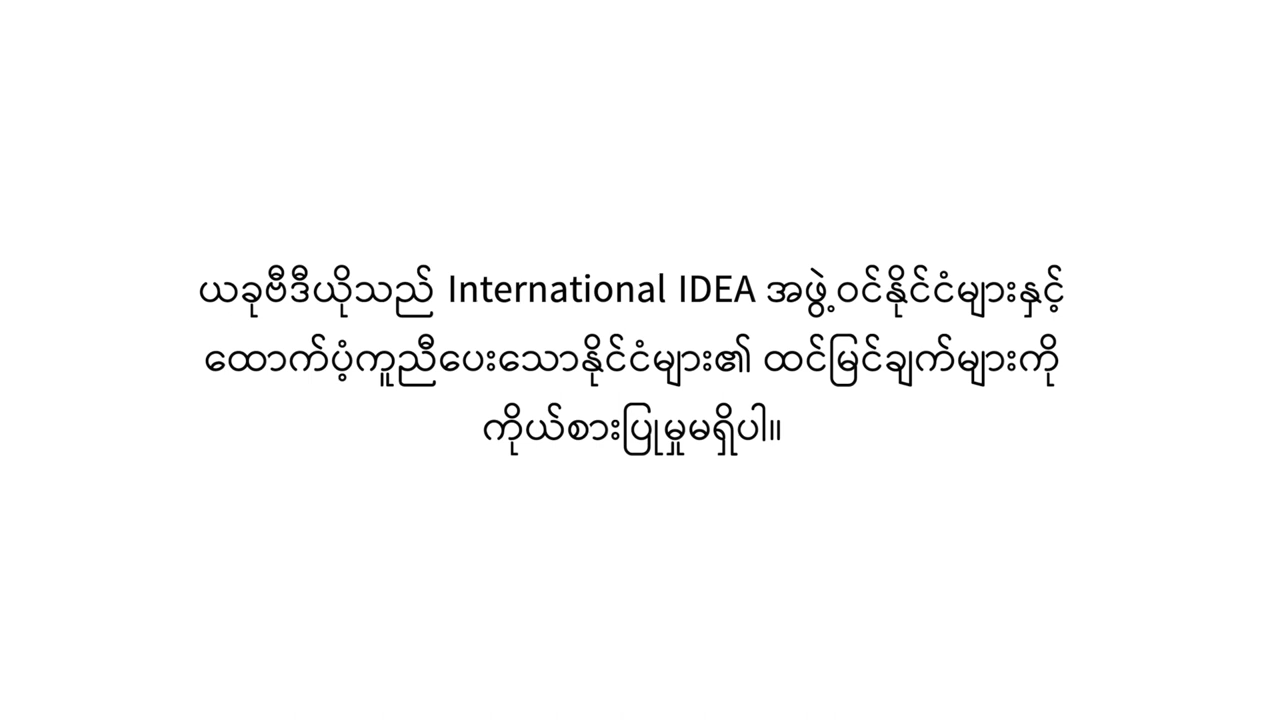 ယခုဗီဒီယိုသည် International IDEA အဖွဲ့ဝင်နိုင်ငံများနှင့်
ထောက်ပံ့ကူညီပေးသောနိုင်ငံများ၏ ထင်မြင်ချက်များကို
ကိုယ်စားပြုမှုမရှိပါ။